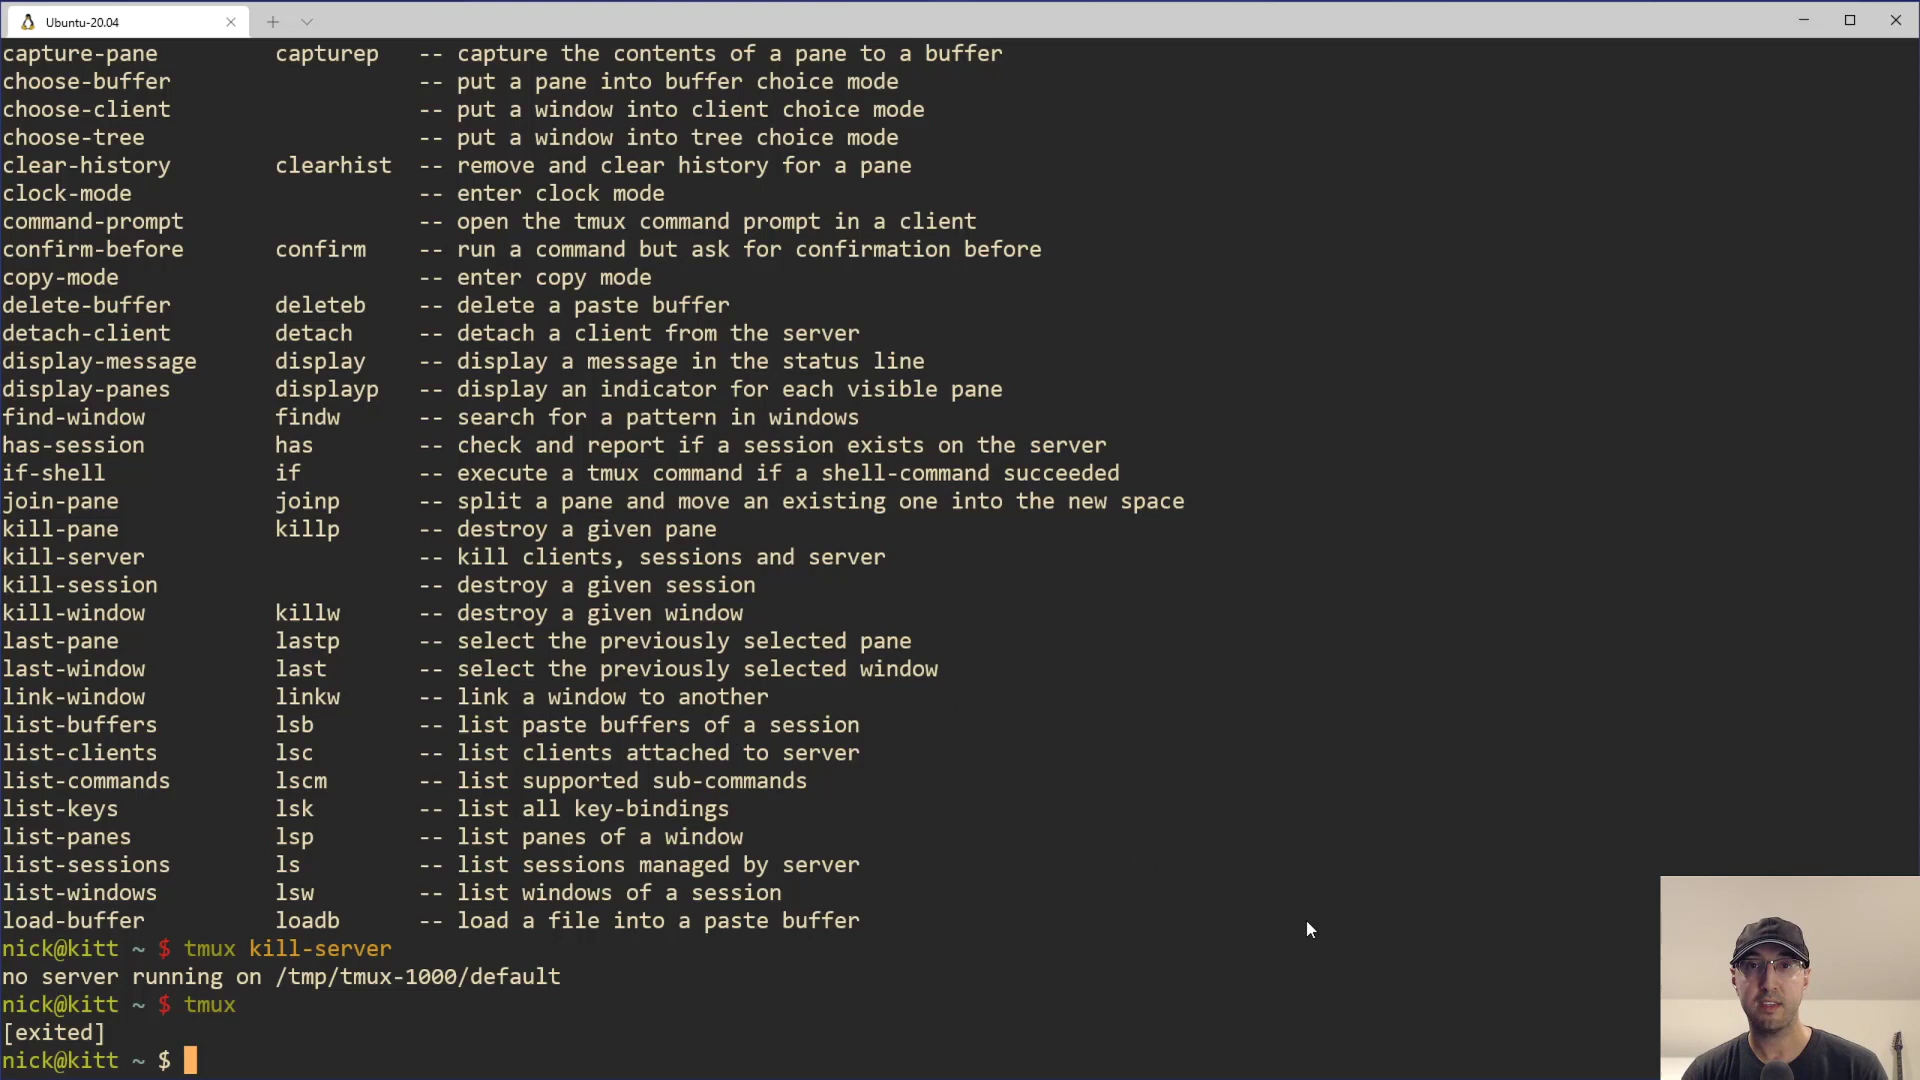 Ubuntu-20.04
capture-pane capturep -- capture the contents of a pane to a buffer
choose-buffer -- put a pane into buffer choice mode
choose-client -- put a window into client choice mode
choose-tree -- put a window into tree choice mode
clear-history clearhist -- remove and clear history for a pane
clock-mode -- enter clock mode
command-prompt -- open the tmux command prompt in a client
confirm-before confirm -- run a command but ask for confirmation before
copy-mode -- enter copy mode
delete-buffer deleteb -- delete a paste buffer
detach-client detach -- detach a client from the server
display-message display -- display a message in the status line
display-panes displayp -- display an indicator for each visible pane
find-window findw -- search for a pattern in windows
has-session has -- check and report if a session exists on the server
if-shell if -- execute a tmux command if a shell-command succeeded
join-pane joinp -- split a pane and move an existing one into the new space
kill-pane killp -- destroy a given pane
kill-server -- kill clients, sessions and server
kill-session -- destroy a given session
kill-window killw -- destroy a given window
last-pane lastp -- select the previously selected pane
last-window last -- select the previously selected window
link-window linkw -- link a window to another
list-buffers lsb -- list paste buffers of a session
list-clients lsc -- list clients attached to server
list-commands lscm -- list supported sub-commands
list-keys lsk -- list all key-bindings
list-panes lsp -- list panes of a window
list-sessions ls -- list sessions managed by server
list-windows lsw -- list windows of a session
load-buffer loadb -- load a file into a paste buffer
nick@kitt ~ $ tmux kill-server
no server running on /tmp/tmux-1000/default
nick@kitt ~ $ tmux
[exited]
nick@kitt ~ $